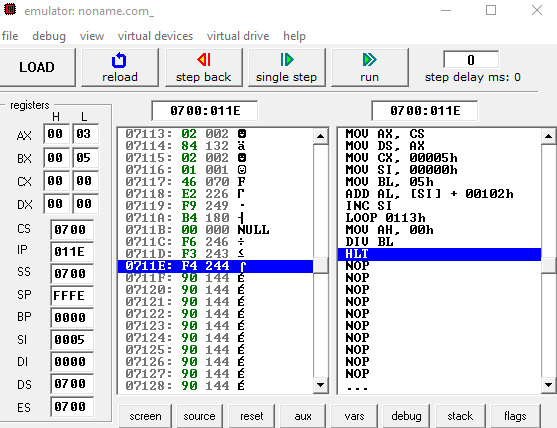 emulator: noname.com_
file debug view virtual devices virtual drive help
LOAD reload step back single step run 0 step delay ms: 0
registers
H L
AX 00 03
BX 00 05
CX 00 00
DX 00 00
CS 0700
IP 011E
SS 0700
SP FFFE
BP 0000
SI 0005
DI 0000
DS 0700
ES 0700
0700:011E
07113: 02 002 ☻
07114: 84 132 ä
07115: 02 002 ☻
07116: 01 001 ☺
07117: 46 070 F
07118: E2 226 Γ
07119: F9 249 ·
0711A: B4 180 ┤
0711B: 00 000 NULL
0711C: F6 246 ÷
0711D: F3 243 ≤
0711E: F4 244 ⌠
0711F: 90 144 É
07120: 90 144 É
07121: 90 144 É
07122: 90 144 É
07123: 90 144 É
07124: 90 144 É
07125: 90 144 É
07126: 90 144 É
07127: 90 144 É
07128: 90 144 É
0700:011E
MOV AX, CS
MOV DS, AX
MOV CX, 00005h
MOV SI, 00000h
MOV BL, 05h
ADD AL, [SI] + 00102h
INC SI
LOOP 0113h
MOV AH, 00h
DIV BL
HLT
NOP
NOP
NOP
NOP
NOP
NOP
NOP
NOP
NOP
NOP
...
screen source reset aux vars debug stack flags